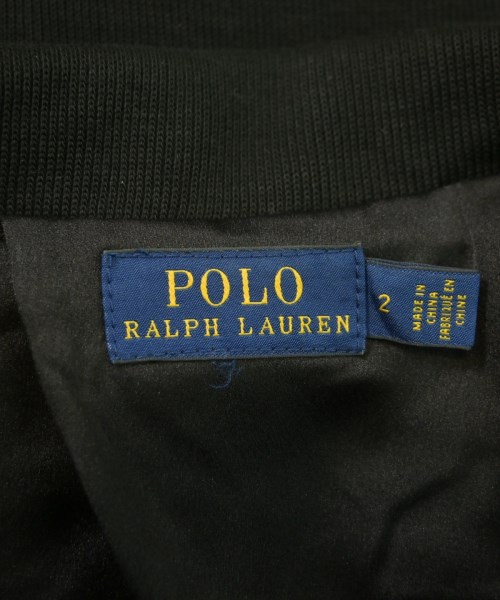 POLO
RALPH LAUREN
2
MADE IN
CHINA
FABRIQUÉ EN
CHINE